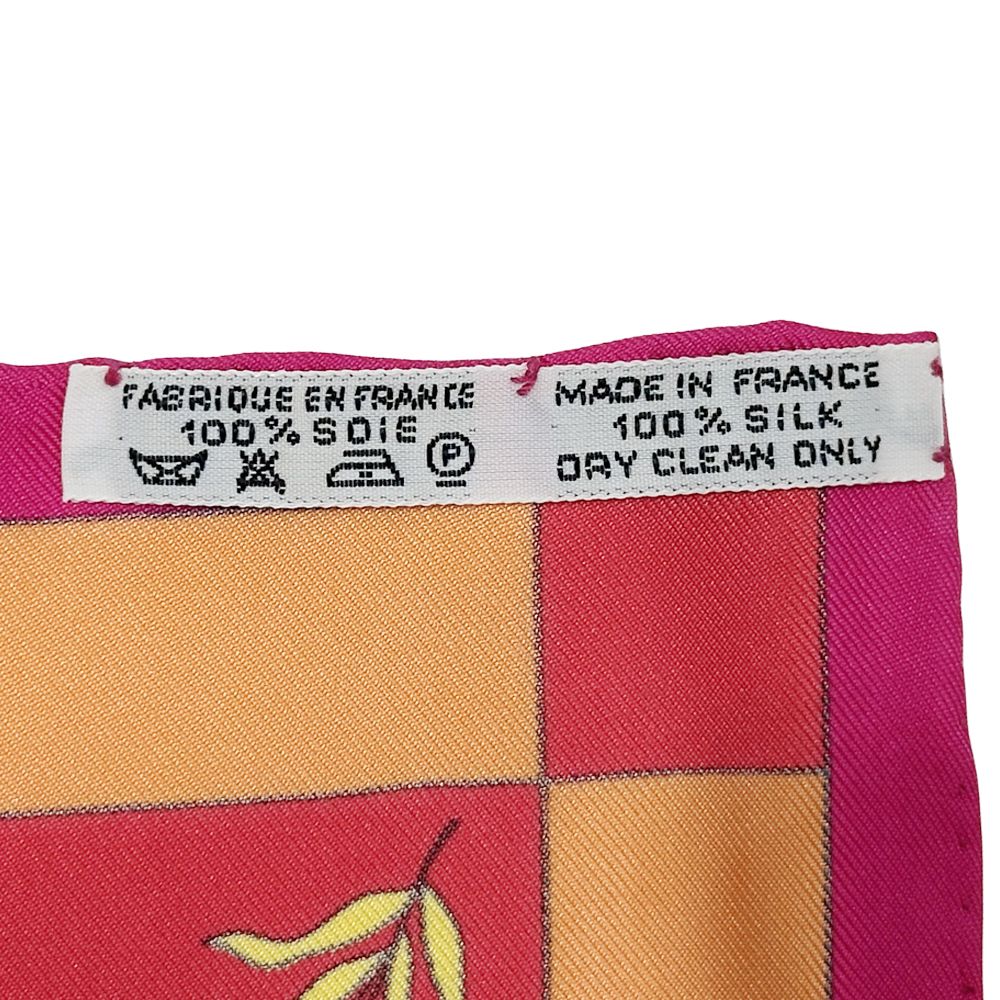 FABRIQUE EN FRANCE
100% SOIE
P
MADE IN FRANCE
100% SILK
DRY CLEAN ONLY